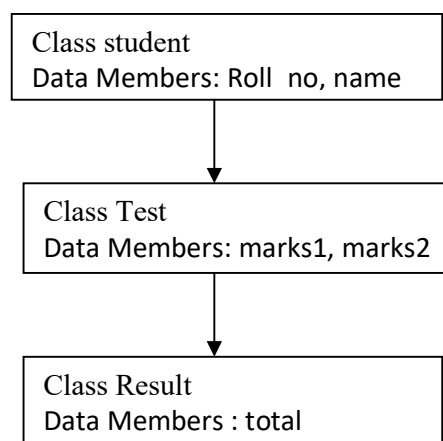 Class student
Data Members: Roll no, name
Class Test
Data Members: marks1, marks2
Class Result
Data Members : total